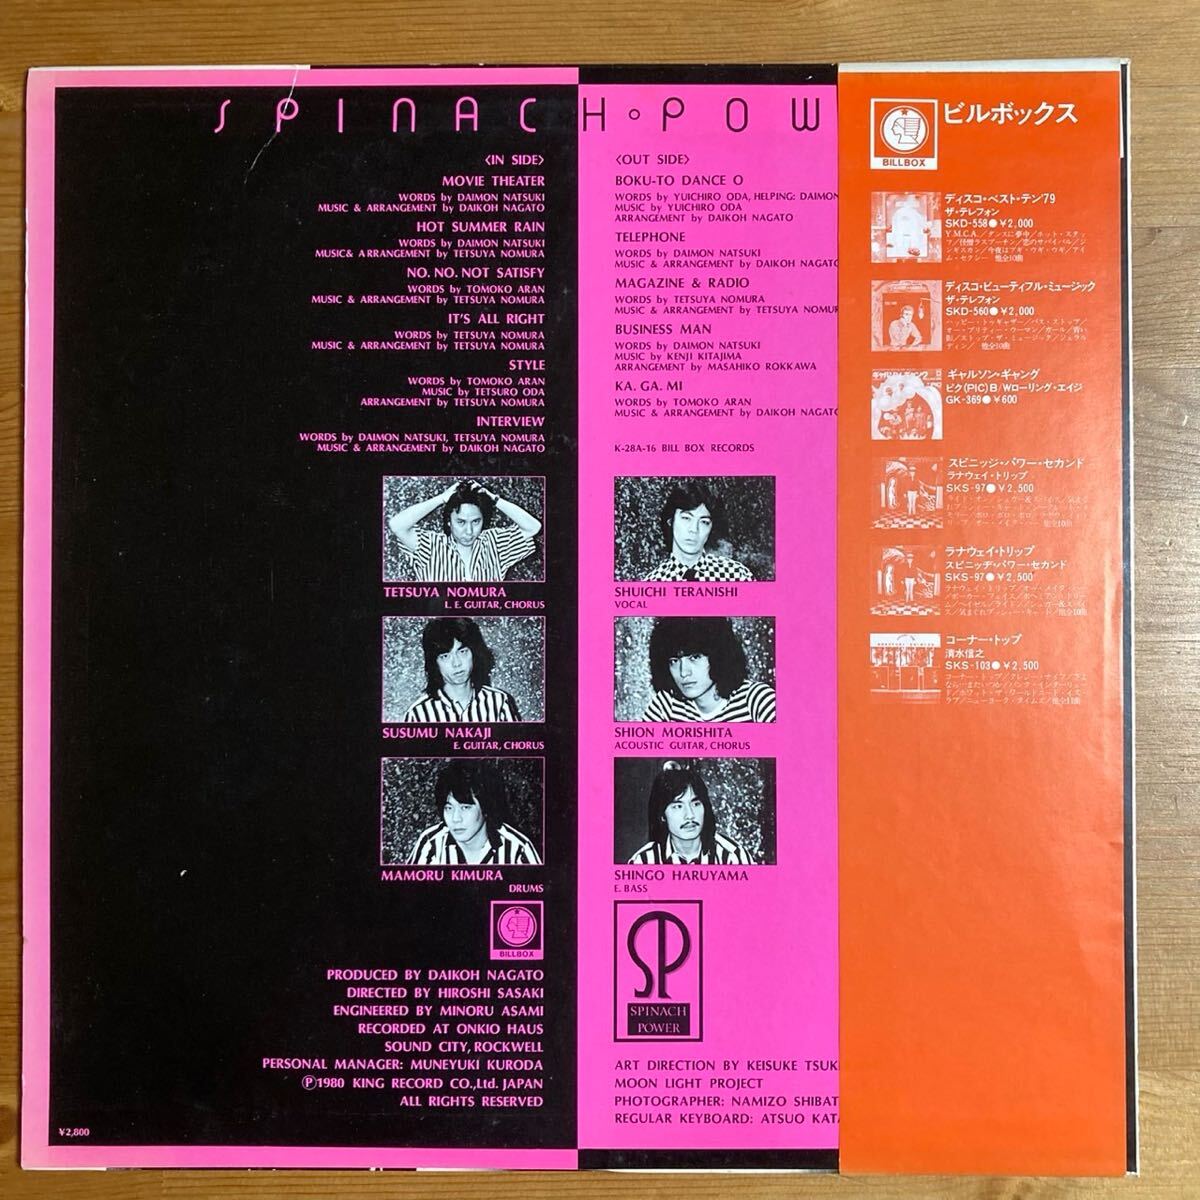 SPINACH·POW
〈IN SIDE〉
MOVIE THEATER
WORDS by DAIMON NATSUKI
MUSIC & ARRANGEMENT by DAIKOH NAGATO
HOT SUMMER RAIN
WORDS by DAIMON NATSUKI
MUSIC& ARRANGEMENT by TETSUYA NOMURA
NO. NO. NOT SATISFY
WORDS by TOMOKO ARAN
MUSIC & ARRANGEMENT by TETSUYA NOMURA
IT'S ALL RIGHT
WORDS by TETSUYA NOMURA
MUSIC & ARRANGEMENT by TETSUYA NOMURA
STYLE
WORDS by TOMOKO ARAN
MUSIC by TETSURO ODA
ARRANGEMENT by TETSUYA NOMURA
INTERVIEW
WORDS by DAIMON NATSUKI, TETSUYA NOMURA
MUSIC & ARRANGEMENT by DAIKOH NAGATO
TETSUYA NOMURA
L. E. GUITAR, CHORUS
SUSUMU NAKAJI
E. GUITAR, CHORUS
MAMORU KIMURA
DRUMS
BILLBOX
PRODUCED BY DAIKOH NAGATO
DIRECTED BY HIROSHI SASAKI
ENGINEERED BY MINORU ASAMI
RECORDED AT ONKIO HAUS
SOUND CITY, ROCKWELL
PERSONAL MANAGER: MUNEYUKI KURODA
Ⓟ1980 KING RECORD CO.,Ltd. JAPAN
ALL RIGHTS RESERVED
¥2,800
〈OUT SIDE〉
BOKU-TO DANCE O
WORDS by YUICHIRO ODA, HELPING: DAIMON
MUSIC by YUICHIRO ODA
ARRANGEMENT by DAIKOH NAGATO
TELEPHONE
WORDS by DAIMON NATSUKI
MUSIC & ARRANGEMENT by DAIKOH NAGATO
MAGAZINE & RADIO
WORDS by TETSUYA NOMURA
MUSIC & ARRANGEMENT by TETSUYA NOMUR
BUSINESS MAN
WORDS by DAIMON NATSUKI
MUSIC by KENJI KITAJIMA
ARRANGEMENT by MASAHIKO ROKKAWA
KA. GA. MI
WORDS by TOMOKO ARAN
MUSIC & ARRANGEMENT by DAIKOH NAGATO
K-28A-16 BILL BOX RECORDS
SHUICHI TERANISHI
VOCAL
SHION MORISHITA
ACOUSTIC GUITAR, CHORUS
SHINGO HARUYAMA
E. BASS
SP
SPINACH
POWER
ART DIRECTION BY KEISUKE TSUK
MOON LIGHT PROJECT
PHOTOGRAPHER: NAMIZO SHIBAT
REGULAR KEYBOARD: ATSUO KATA
BILLBOX
ビルボックス
ディスコ・ベスト・テン'79
ザ・テレフォン
SKD-558●￥2,000
ディスコ・ビューティフル・ミュージック
ザ・テレフォン
SKD-560●￥2,000
ギャルソン・ギャング
ピク(PIC)B/Wローリング・エイジ
GK-369●￥600
スピニッジ・パワー・セカンド
ラナウェイ・トリップ
SKS-97●￥2,500
ラナウェイ・トリップ
スピニッヂ・パワー・セカンド
SKS-97●￥2,500
コーナー・トップ
清水信之
SKS-103●￥2,500